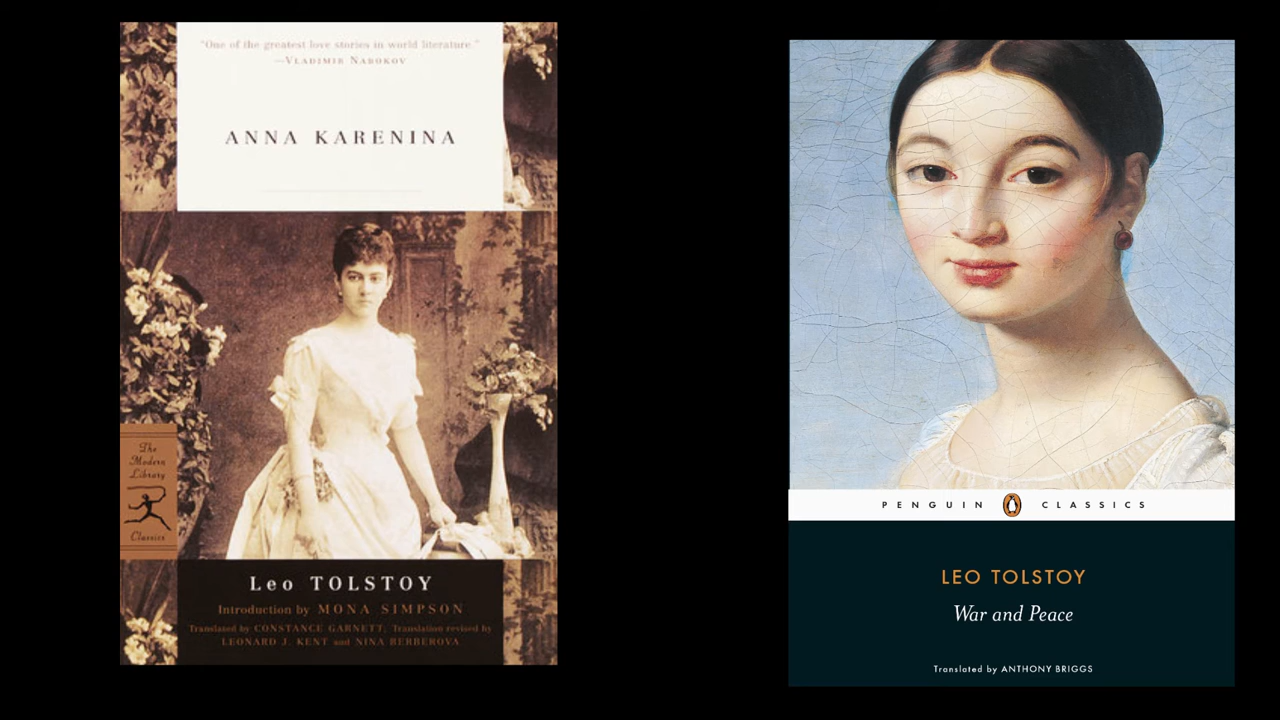 "One of the greatest love stories in world literature."
—VLADIMIR NABOKOV
ANNA KARENINA
The
Modern
Library
Classics
Leo TOLSTOY
Introduction by MONA SIMPSON
Translated by CONSTANCE GARNETT, Translation revised by
LEONARD J. KENT and NINA BERBEROVA
PENGUIN CLASSICS
LEO TOLSTOY
War and Peace
Translated by ANTHONY BRIGGS